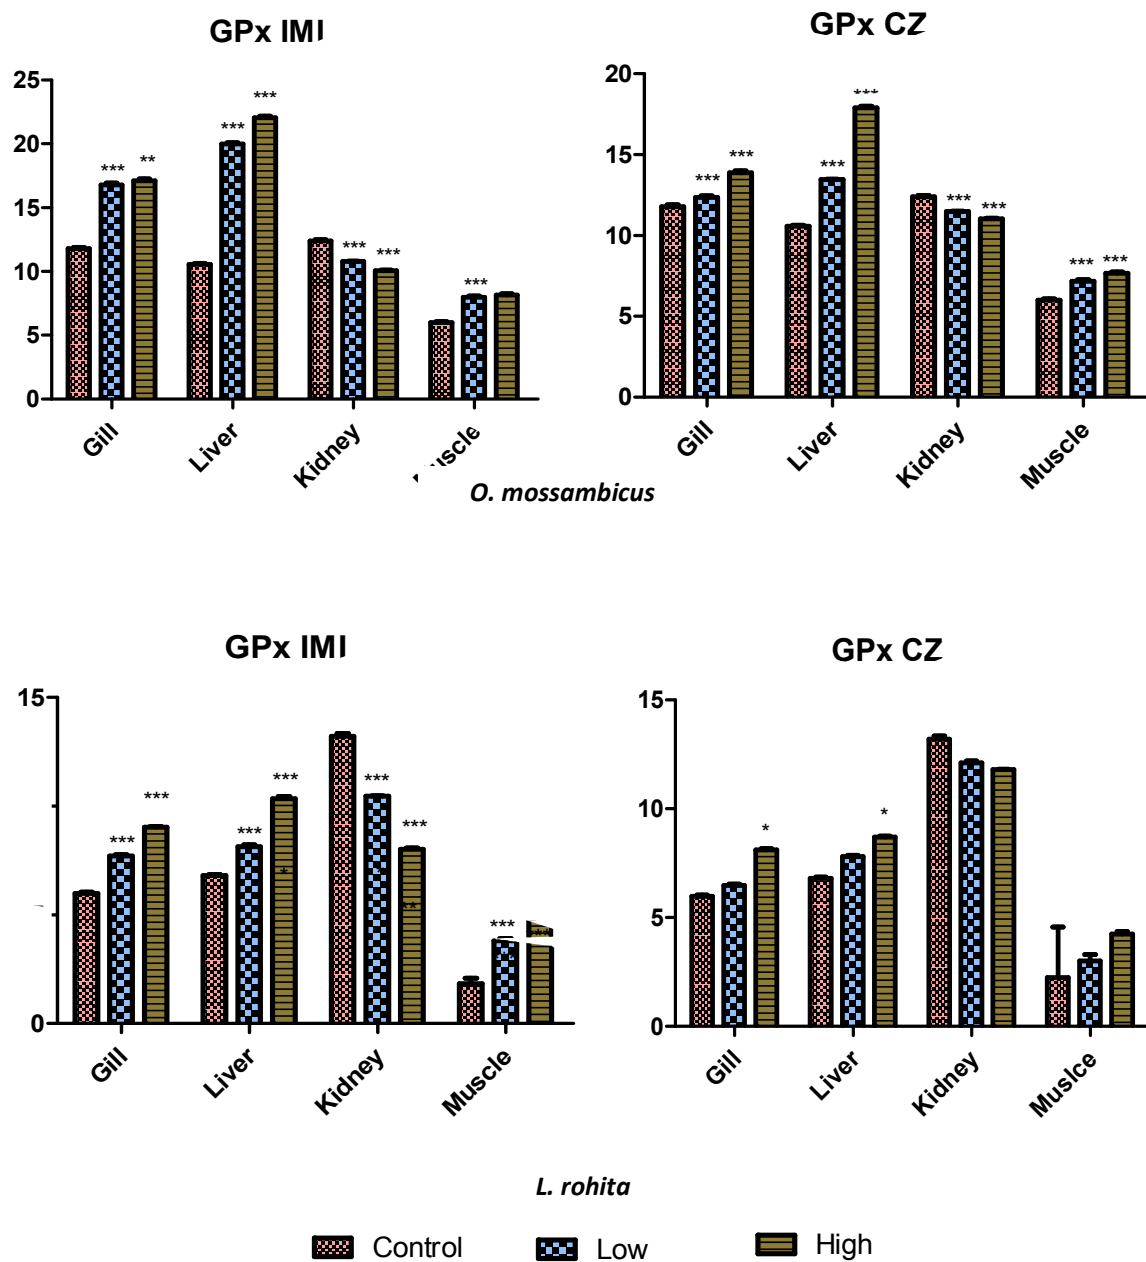 GPx IMI
GPx CZ
25
20
15
10
5
0
*** ** *** *** *** *** ***
Gill Liver Kidney Muscle
20
15
10
5
0
*** *** *** *** *** *** *** ***
Gill Liver Kidney Muscle
O. mossambicus
GPx IMI
GPx CZ
15
0
*** *** *** *** *** *** ***
* ** ***
Gill Liver Kidney Muscle
15
10
5
0
* *
Gill Liver Kidney Muslce
L. rohita
Control Low High